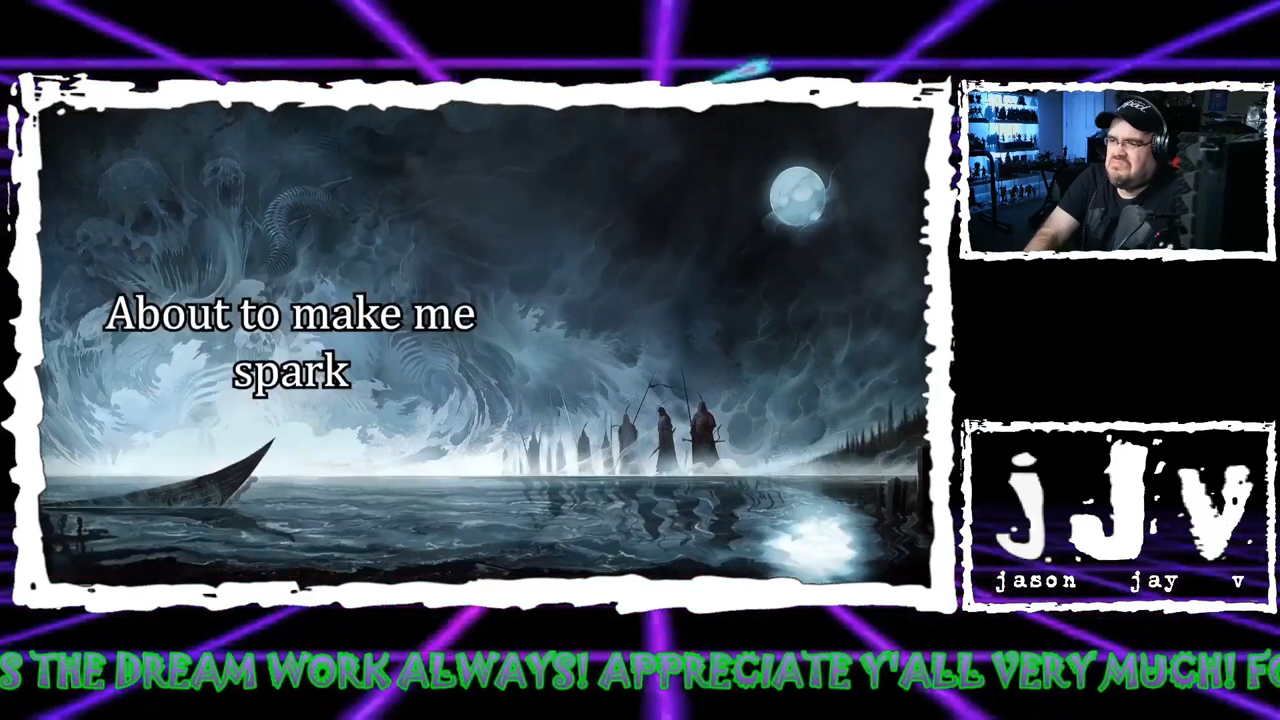 About to make me
spark
jJv
jason jay v
S THE DREAM WORK ALWAYS! APPRECIATE Y'ALL VERY MUCH! FO